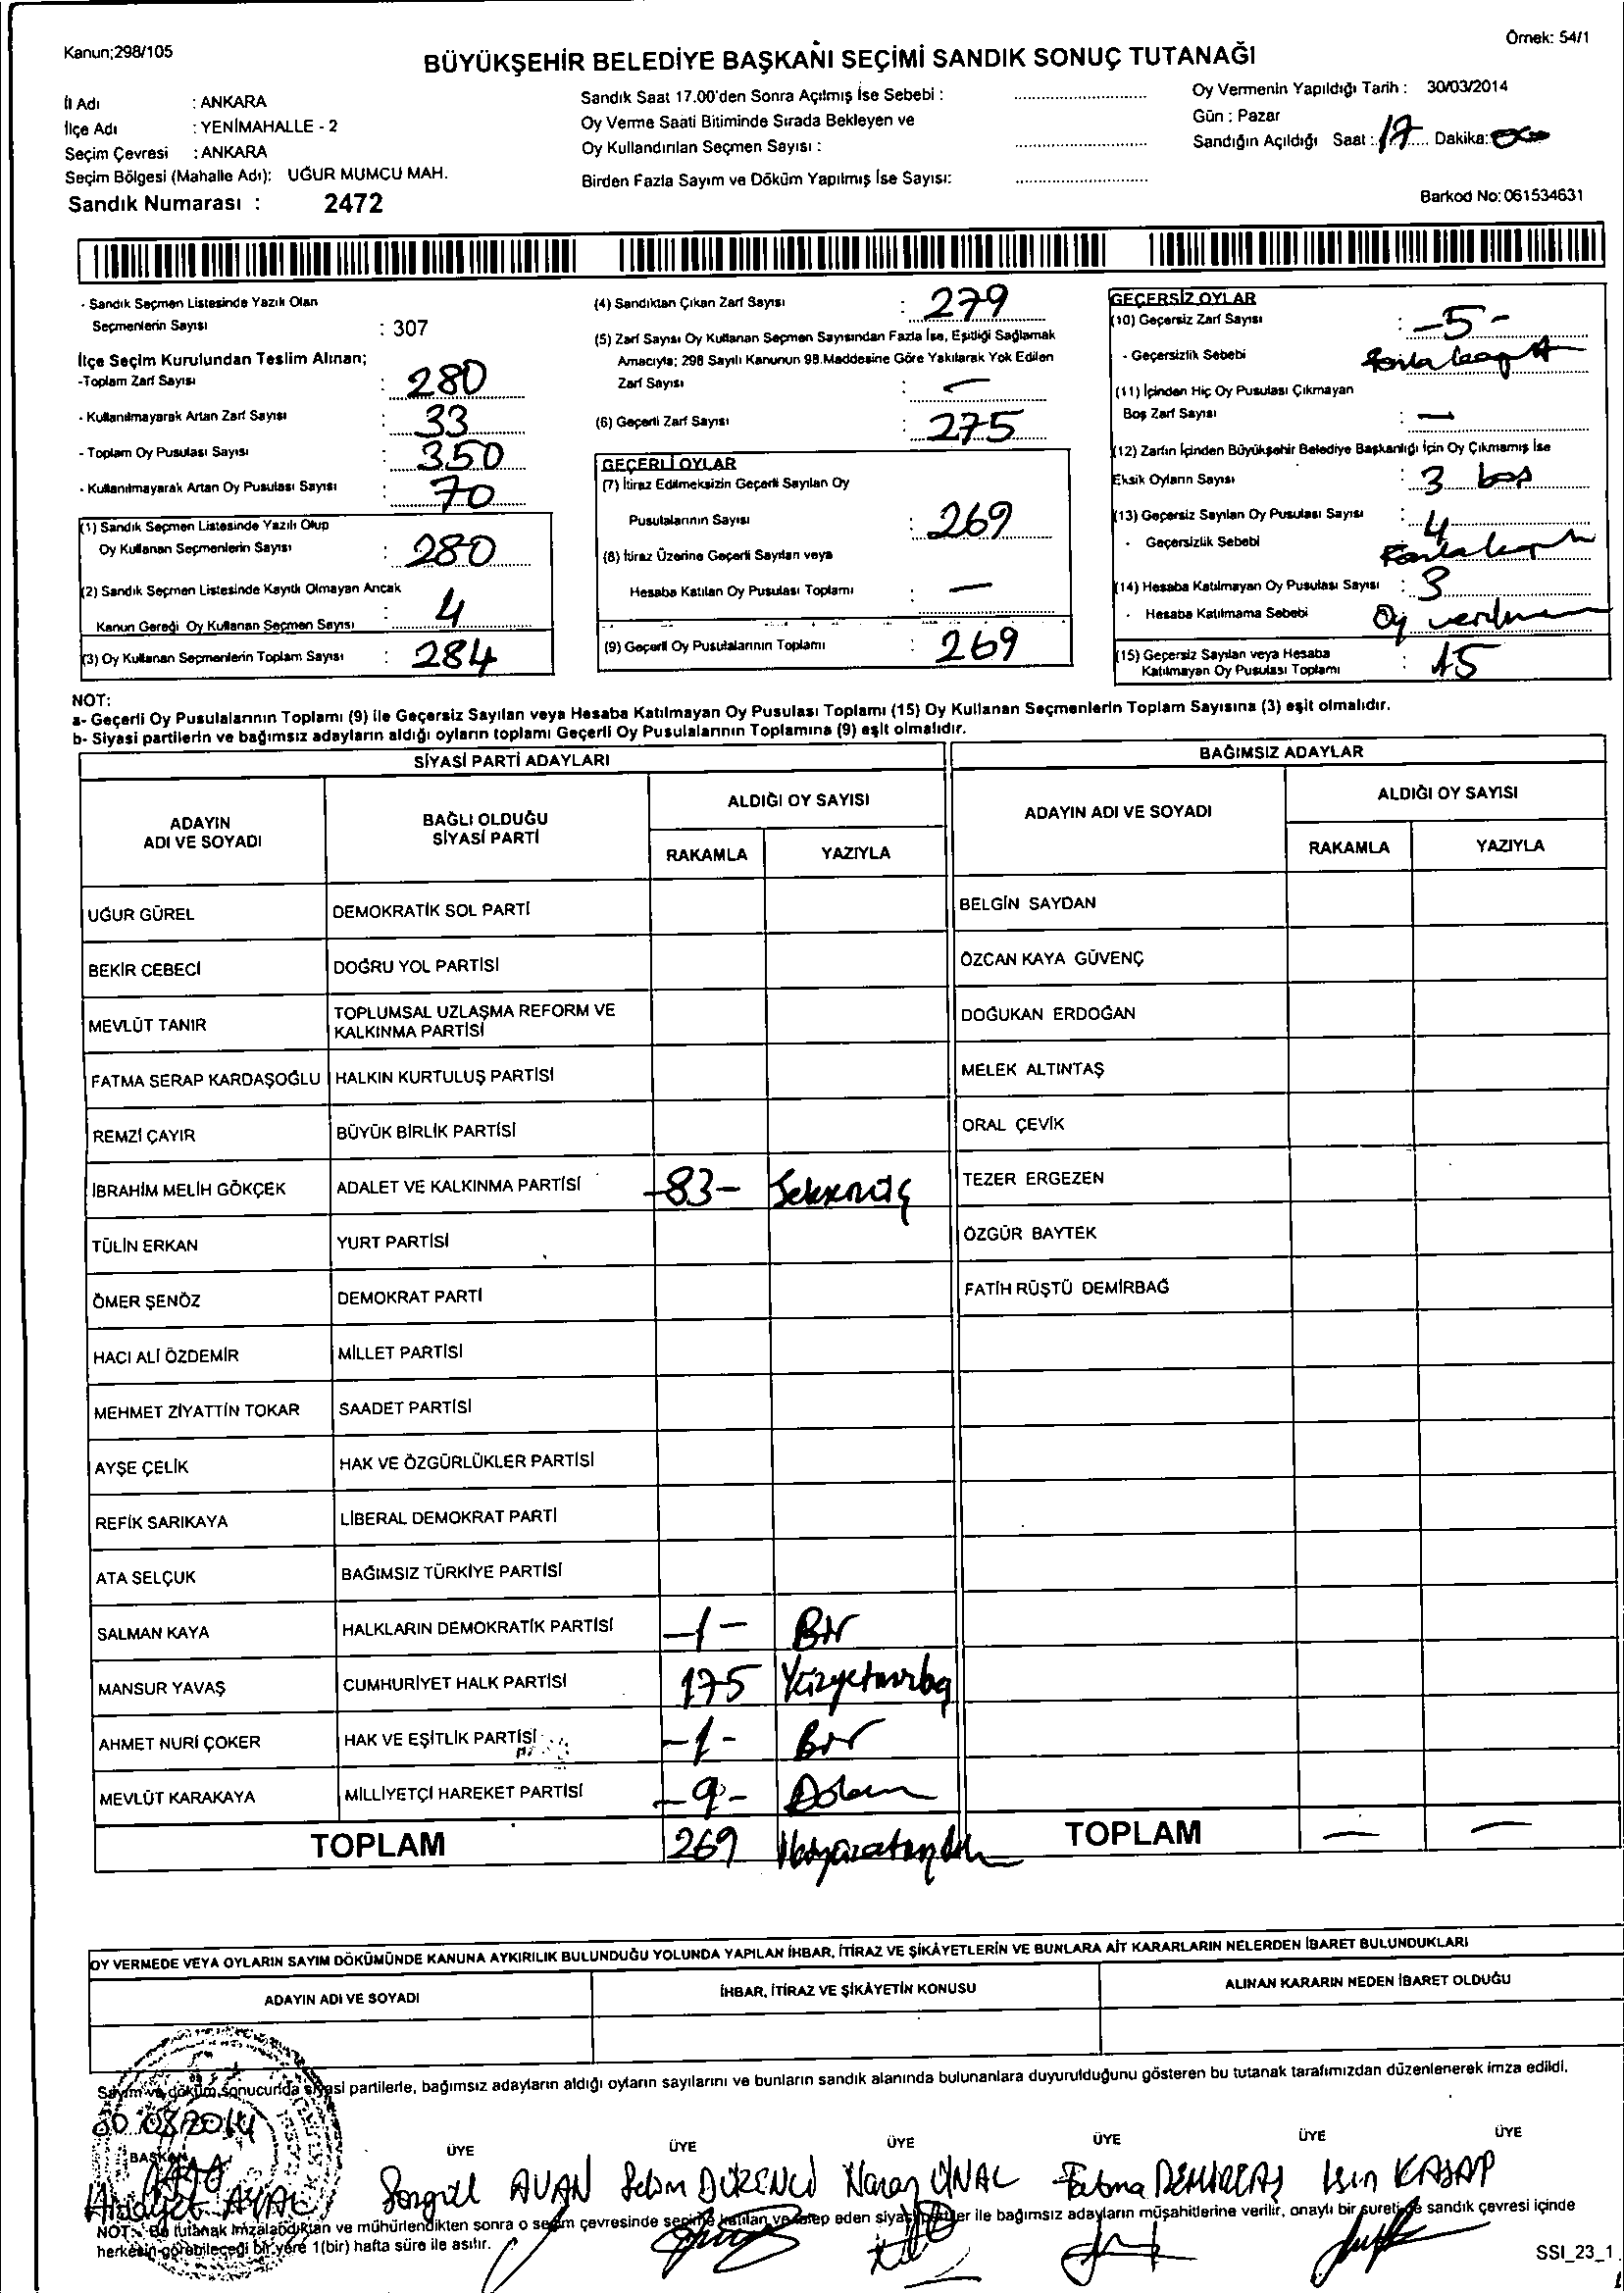 Kanun;298/105
Örnek: 54/1
BÜYÜKŞEHİR BELEDİYE BAŞKANI SEÇİMİ SANDIK SONUÇ TUTANAĞI
İl Adı : ANKARA
İlçe Adı : YENİMAHALLE - 2
Seçim Çevresi : ANKARA
Seçim Bölgesi (Mahalle Adı): UĞUR MUMCU MAH.
Sandık Numarası : 2472
Sandık Saat 17.00'den Sonra Açılmış İse Sebebi :
Oy Verme Saati Bitiminde Sırada Bekleyen ve
Oy Kullandırılan Seçmen Sayısı :
Birden Fazla Sayım ve Döküm Yapılmış İse Sayısı:
Oy Vermenin Yapıldığı Tarih : 30/03/2014
Gün : Pazar
Sandığın Açıldığı Saat : 17 Dakika:
Barkod No: 061534631
- Sandık Seçmen Listesinde Yazılı Olan
Seçmenlerin Sayısı : 307
İlçe Seçim Kurulundan Teslim Alınan;
-Toplam Zarf Sayısı : 280
- Kullanılmayarak Artan Zarf Sayısı : 33
- Toplam Oy Pusulası Sayısı : 350
- Kullanılmayarak Artan Oy Pusulası Sayısı : 70
(1) Sandık Seçmen Listesinde Yazılı Olup
Oy Kullanan Seçmenlerin Sayısı : 280
(2) Sandık Seçmen Listesinde Kayıtlı Olmayan Ancak
Kanun Gereği Oy Kullanan Seçmen Sayısı : 4
(3) Oy Kullanan Seçmenlerin Toplam Sayısı : 284
(4) Sandıktan Çıkan Zarf Sayısı : 279
(5) Zarf Sayısı Oy Kullanan Seçmen Sayısından Fazla İse, Eşitliği Sağlamak
Amacıyla; 298 Sayılı Kanunun 98.Maddesine Göre Yakılarak Yok Edilen
Zarf Sayısı : -
(6) Geçerli Zarf Sayısı : 275
GEÇERLİ OYLAR
(7) İtiraz Edilmeksizin Geçerli Sayılan Oy
Pusulalarının Sayısı : 269
(8) İtiraz Üzerine Geçerli Sayılan veya
Hesaba Katılan Oy Pusulası Toplamı : -
(9) Geçerli Oy Pusulalarının Toplamı : 269
GEÇERSİZ OYLAR
(10) Geçersiz Zarf Sayısı : -5-
- Geçersizlik Sebebi
(11) İçinden Hiç Oy Pusulası Çıkmayan
Boş Zarf Sayısı : -
(12) Zarfın İçinden Büyükşehir Belediye Başkanlığı İçin Oy Çıkmamış İse
Eksik Oyların Sayısı : 3 boş
(13) Geçersiz Sayılan Oy Pusulası Sayısı : 4
- Geçersizlik Sebebi
(14) Hesaba Katılmayan Oy Pusulası Sayısı : 3
- Hesaba Katılmama Sebebi Oy
(15) Geçersiz Sayılan veya Hesaba
Katılmayan Oy Pusulası Toplamı : 15
NOT:
a- Geçerli Oy Pusulalarının Toplamı (9) ile Geçersiz Sayılan veya Hesaba Katılmayan Oy Pusulası Toplamı (15) Oy Kullanan Seçmenlerin Toplam Sayısına (3) eşit olmalıdır.
b- Siyasi partilerin ve bağımsız adayların aldığı oyların toplamı Geçerli Oy Pusulalarının Toplamına (9) eşit olmalıdır.
SİYASİ PARTİ ADAYLARI
ADAYIN ADI VE SOYADI
BAĞLI OLDUĞU SİYASİ PARTİ
ALDIĞI OY SAYISI
RAKAMLA YAZIYLA
UĞUR GÜREL DEMOKRATİK SOL PARTİ
BEKİR CEBECİ DOĞRU YOL PARTİSİ
MEVLÜT TANIR TOPLUMSAL UZLAŞMA REFORM VE KALKINMA PARTİSİ
FATMA SERAP KARDAŞOĞLU HALKIN KURTULUŞ PARTİSİ
REMZİ ÇAYIR BÜYÜK BİRLİK PARTİSİ
İBRAHİM MELİH GÖKÇEK ADALET VE KALKINMA PARTİSİ -83- Seksenüç
TÜLİN ERKAN YURT PARTİSİ
ÖMER ŞENÖZ DEMOKRAT PARTİ
HACI ALİ ÖZDEMİR MİLLET PARTİSİ
MEHMET ZİYATTİN TOKAR SAADET PARTİSİ
AYŞE ÇELİK HAK VE ÖZGÜRLÜKLER PARTİSİ
REFİK SARIKAYA LİBERAL DEMOKRAT PARTİ
ATA SELÇUK BAĞIMSIZ TÜRKİYE PARTİSİ
SALMAN KAYA HALKLARIN DEMOKRATİK PARTİSİ -1- Bir
MANSUR YAVAŞ CUMHURİYET HALK PARTİSİ 175 Yüzyetmişbeş
AHMET NURİ ÇOKER HAK VE EŞİTLİK PARTİSİ -1- Bir
MEVLÜT KARAKAYA MİLLİYETÇİ HAREKET PARTİSİ -9- Dokuz
TOPLAM 269 İkiyüzaltmışdokuz
BAĞIMSIZ ADAYLAR
ADAYIN ADI VE SOYADI
ALDIĞI OY SAYISI
RAKAMLA YAZIYLA
BELGİN SAYDAN
ÖZCAN KAYA GÜVENÇ
DOĞUKAN ERDOĞAN
MELEK ALTINTAŞ
ORAL ÇEVİK
TEZER ERGEZEN
ÖZGÜR BAYTEK
FATİH RÜŞTÜ DEMİRBAĞ
TOPLAM - -
OY VERMEDE VEYA OYLARIN SAYIM DÖKÜMÜNDE KANUNA AYKIRILIK BULUNDUĞU YOLUNDA YAPILAN İHBAR, İTİRAZ VE ŞİKÂYETLERİN VE BUNLARA AİT KARARLARIN NELERDEN İBARET BULUNDUKLARI
ADAYIN ADI VE SOYADI
İHBAR, İTİRAZ VE ŞİKÂYETİN KONUSU
ALINAN KARARIN NEDEN İBARET OLDUĞU
Sayım ve döküm sonucunda siyasi partilerle, bağımsız adayların aldığı oyların sayılarını ve bunların sandık alanında bulunanlara duyurulduğunu gösteren bu tutanak tarafımızdan düzenlenerek imza edildi.
30.03.2014
BAŞKAN ÜYE ÜYE ÜYE ÜYE ÜYE ÜYE
Songül Fatma Işın KASAP
NOT: Bu tutanak imzalandıktan ve mühürlendikten sonra o seçim çevresinde seçime katılan ve talep eden siyasi partiler ile bağımsız adayların müşahitlerine verilir, onaylı bir sureti de sandık çevresi içinde
herkesin görebileceği bir yere 1(bir) hafta süre ile asılır.
SSI_23_1